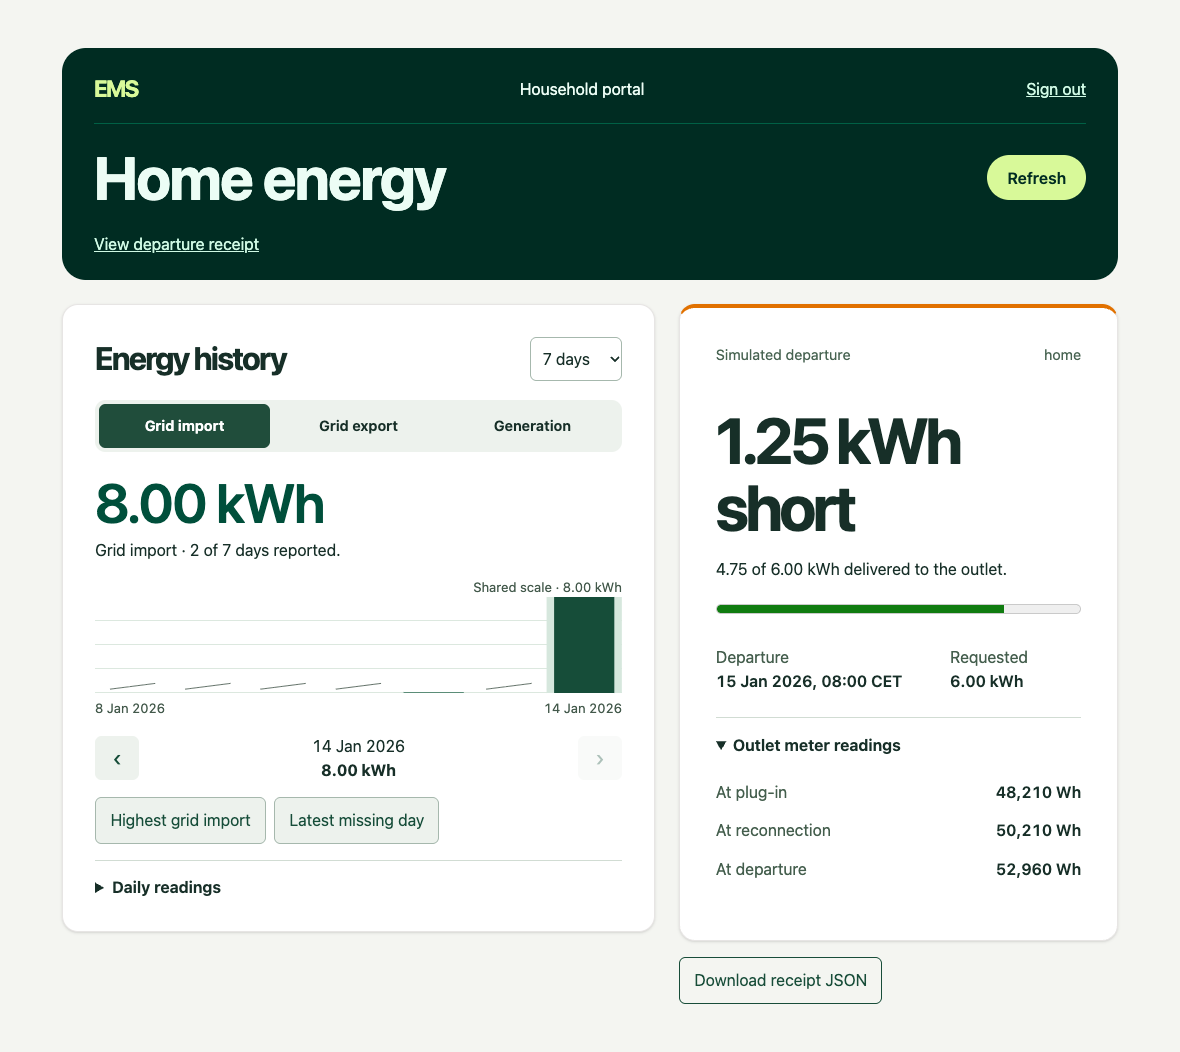 EMS
Household portal
Sign out
Home energy
Refresh
View departure receipt
Energy history
7 days
Grid import
Grid export
Generation
8.00 kWh
Grid import · 2 of 7 days reported.
Shared scale · 8.00 kWh
8 Jan 2026
14 Jan 2026
‹
14 Jan 2026
8.00 kWh
›
Highest grid import
Latest missing day
Daily readings
Simulated departure
home
1.25 kWh
short
4.75 of 6.00 kWh delivered to the outlet.
Departure
Requested
15 Jan 2026, 08:00 CET
6.00 kWh
Outlet meter readings
At plug-in
48,210 Wh
At reconnection
50,210 Wh
At departure
52,960 Wh
Download receipt JSON